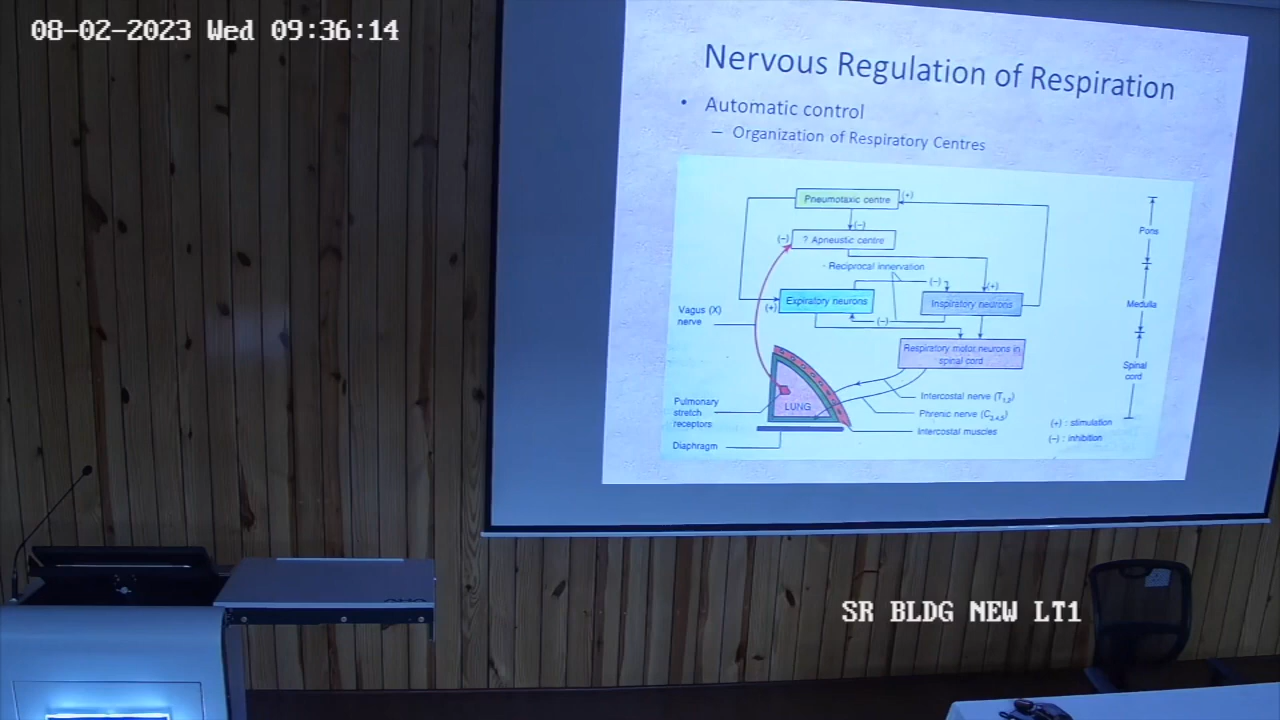 08-02-2023 Wed 09:36:14
Nervous Regulation of Respiration
• Automatic control
– Organization of Respiratory Centres
Pneumotaxic centre
(+)
(–)
(–)
? Apneustic centre
Pons
Reciprocal innervation
(–)
(+)
Expiratory neurons
Inspiratory neurons
(+)
(–)
Medulla
Vagus (X)
nerve
Respiratory motor neurons in
spinal cord
Spinal
cord
Pulmonary
stretch
receptors
LUNG
Intercostal nerve
Phrenic nerve (C3,4,5)
Intercostal muscles
Diaphragm
(+) : stimulation
(–) : inhibition
SR BLDG NEW LT1